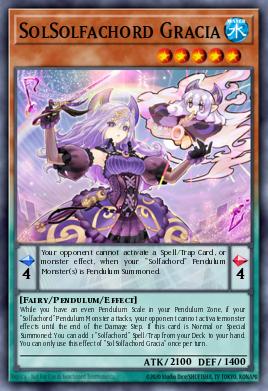 SolSolfachord Gracia
WATER
水
Your opponent cannot activate a Spell/Trap Card, or
monster effect, when your "Solfachord" Pendulum
Monster(s) is Pendulum Summoned.
4
4
[Fairy/Pendulum/Effect]
While you have an even Pendulum Scale in your Pendulum Zone, if your
"Solfachord" Pendulum Monster attacks, your opponent cannot activate monster
effects until the end of the Damage Step. If this card is Normal or Special
Summoned: You can add 1 "Solfachord" Spell/Trap from your Deck to your hand.
You can only use this effect of "SolSolfachord Gracia" once per turn.
ATK/2100 DEF/1400